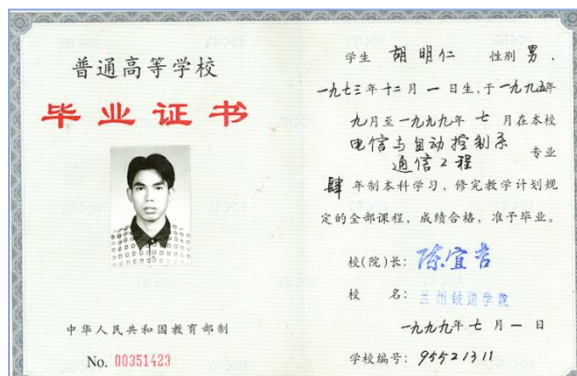 普通高等学校
毕业证书
中华人民共和国教育部制
No. 00351423
学生 胡明仁 性别 男、
一九七三年十二月一日生,于一九九五年
九月至一九九九年七月在本校
电信与自动控制系
通信工程 专业
肆年制本科学习,修完教学计划规
定的全部课程,成绩合格,准予毕业。
校(院)长: 陈宜吉
校 名: 兰州铁道学院
一九九九年七月一日
学校编号: 95521311